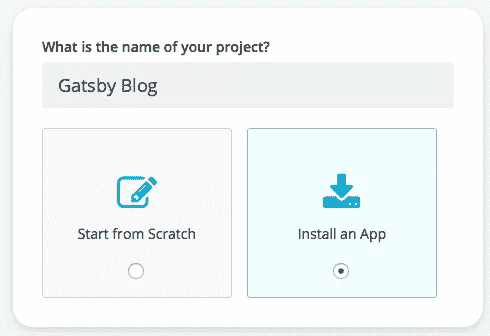 What is the name of your project?
Gatsby Blog
Start from Scratch
Install an App